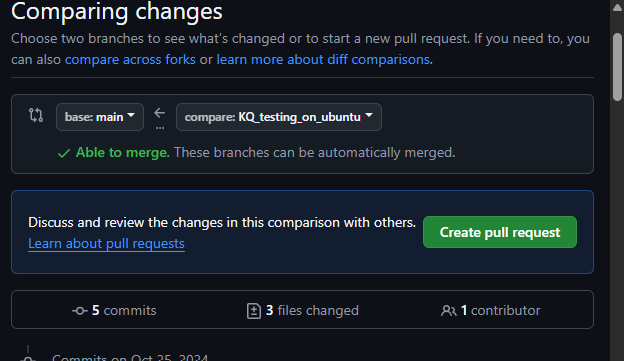 Comparing changes
Choose two branches to see what's changed or to start a new pull request. If you need to, you
can also compare across forks or learn more about diff comparisons.
base: main compare: KQ_testing_on_ubuntu
...
Able to merge. These branches can be automatically merged.
Discuss and review the changes in this comparison with others.
Create pull request
Learn about pull requests
5 commits 3 files changed 1 contributor
Commits on Oct 25, 2024